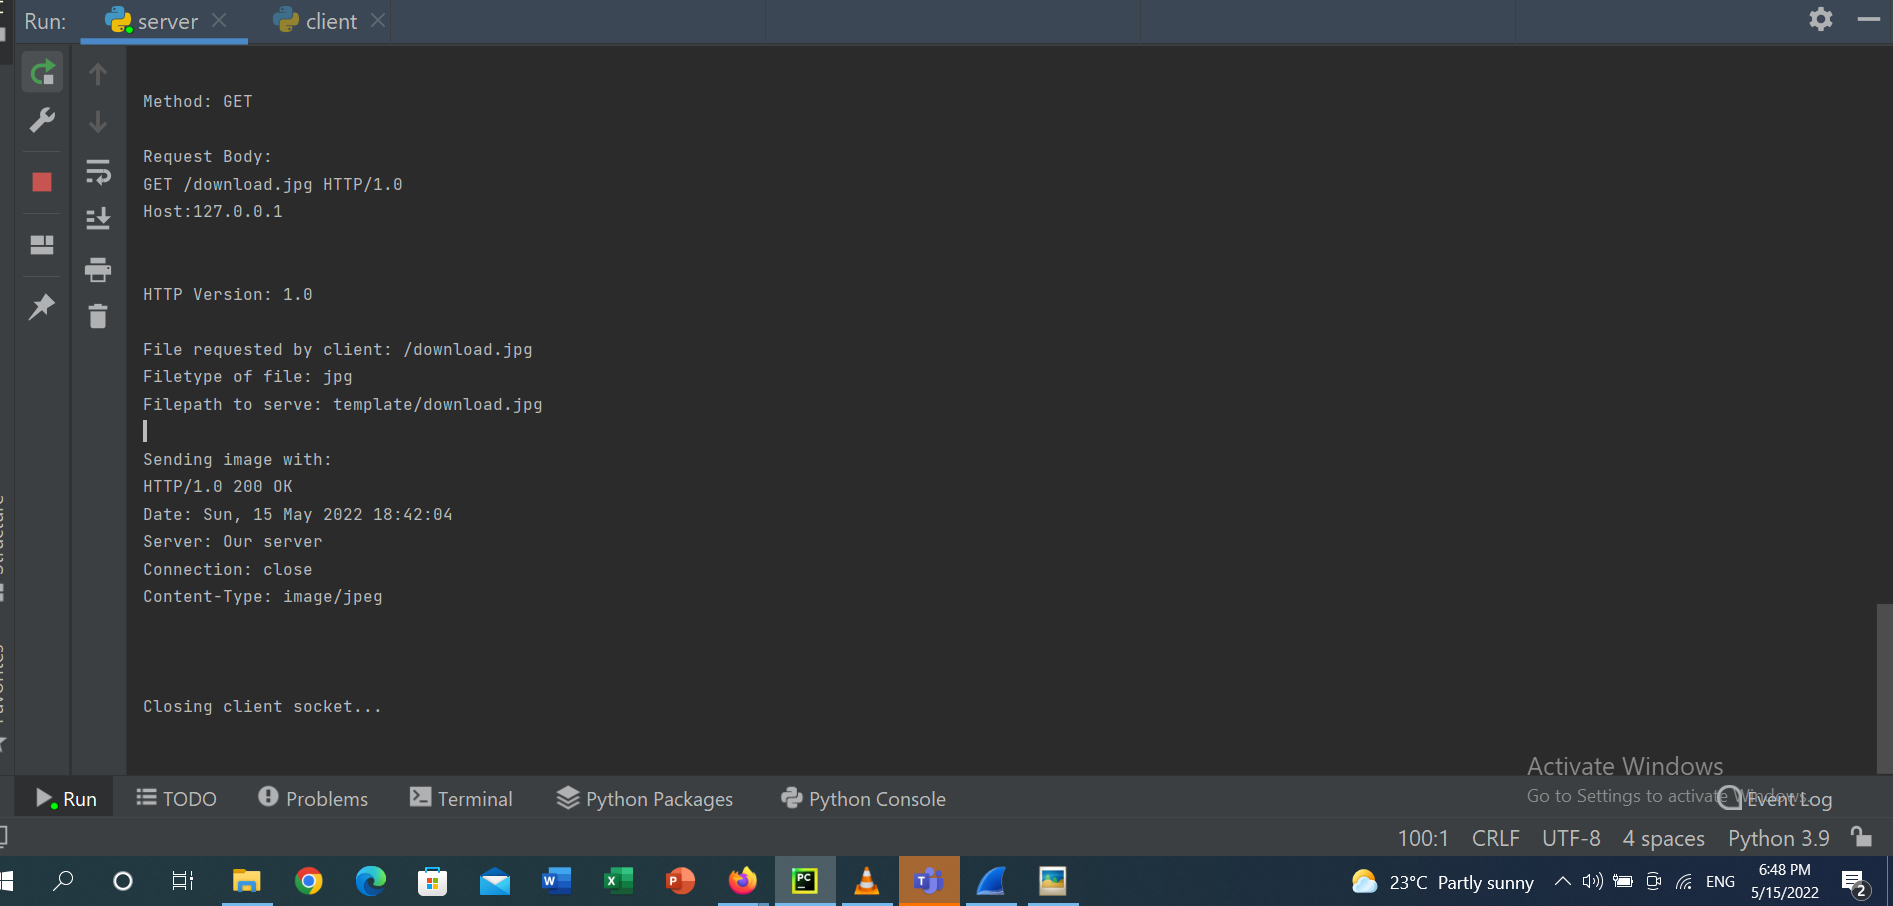 Run: server client
Method: GET
Request Body:
GET /download.jpg HTTP/1.0
Host:127.0.0.1
HTTP Version: 1.0
File requested by client: /download.jpg
Filetype of file: jpg
Filepath to serve: template/download.jpg
Sending image with:
HTTP/1.0 200 OK
Date: Sun, 15 May 2022 18:42:04
Server: Our server
Connection: close
Content-Type: image/jpeg
Closing client socket...
Activate Windows
Go to Settings to activate Windows.
Run TODO Problems Terminal Python Packages Python Console Event Log
100:1 CRLF UTF-8 4 spaces Python 3.9
23°C Partly sunny ENG 6:48 PM
5/15/2022 2